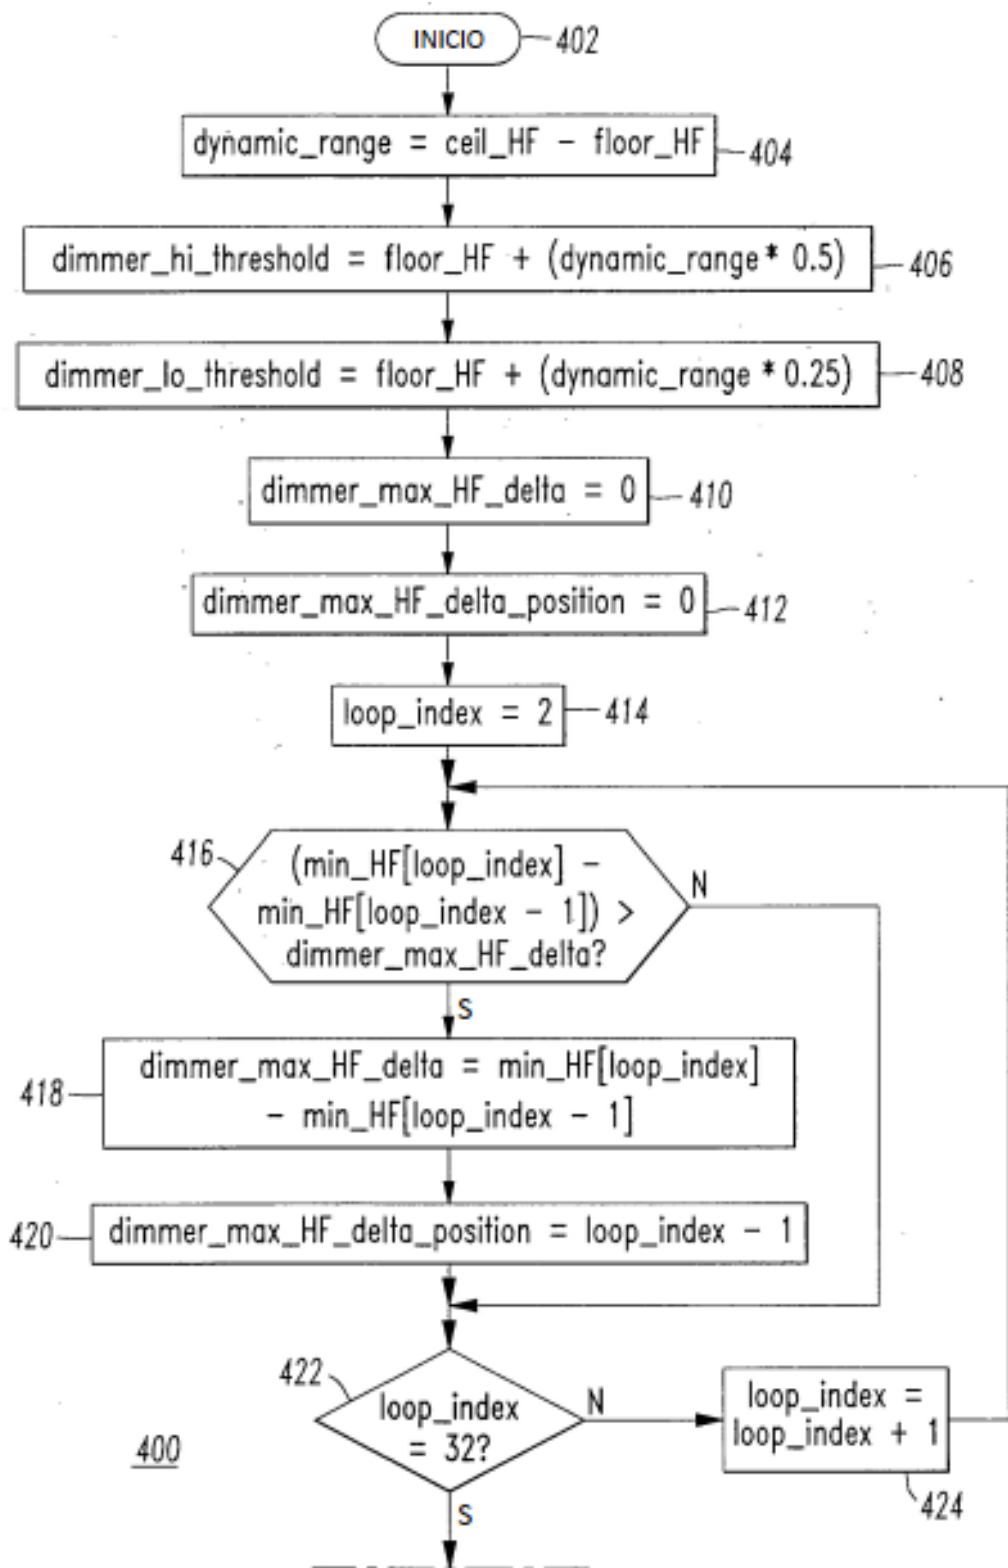 INICIO
402
dynamic_range = ceil_HF - floor_HF
404
dimmer_hi_threshold = floor_HF + (dynamic_range * 0.5)
406
dimmer_lo_threshold = floor_HF + (dynamic_range * 0.25)
408
dimmer_max_HF_delta = 0
410
dimmer_max_HF_delta_position = 0
412
loop_index = 2
414
416
(min_HF[loop_index] -
min_HF[loop_index - 1]) >
dimmer_max_HF_delta?
N
S
418
dimmer_max_HF_delta = min_HF[loop_index]
- min_HF[loop_index - 1]
420
dimmer_max_HF_delta_position = loop_index - 1
422
loop_index
= 32?
N
loop_index =
loop_index + 1
424
400
S